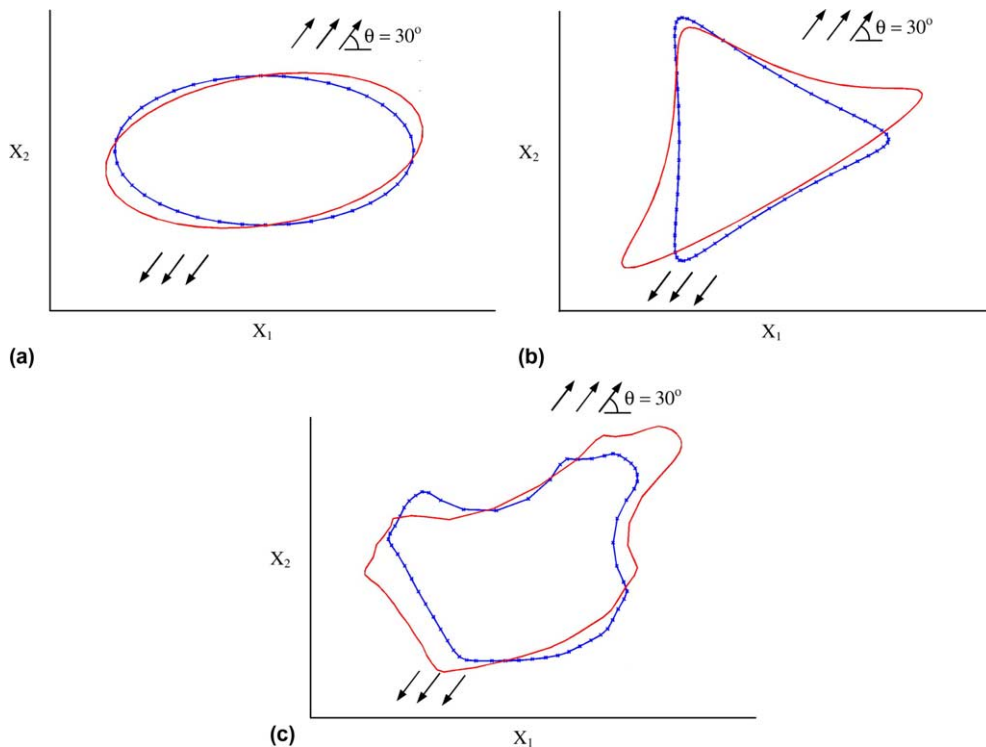 θ = 30°
X₂
X₁
(a)
θ = 30°
X₂
X₁
(b)
θ = 30°
X₂
X₁
(c)